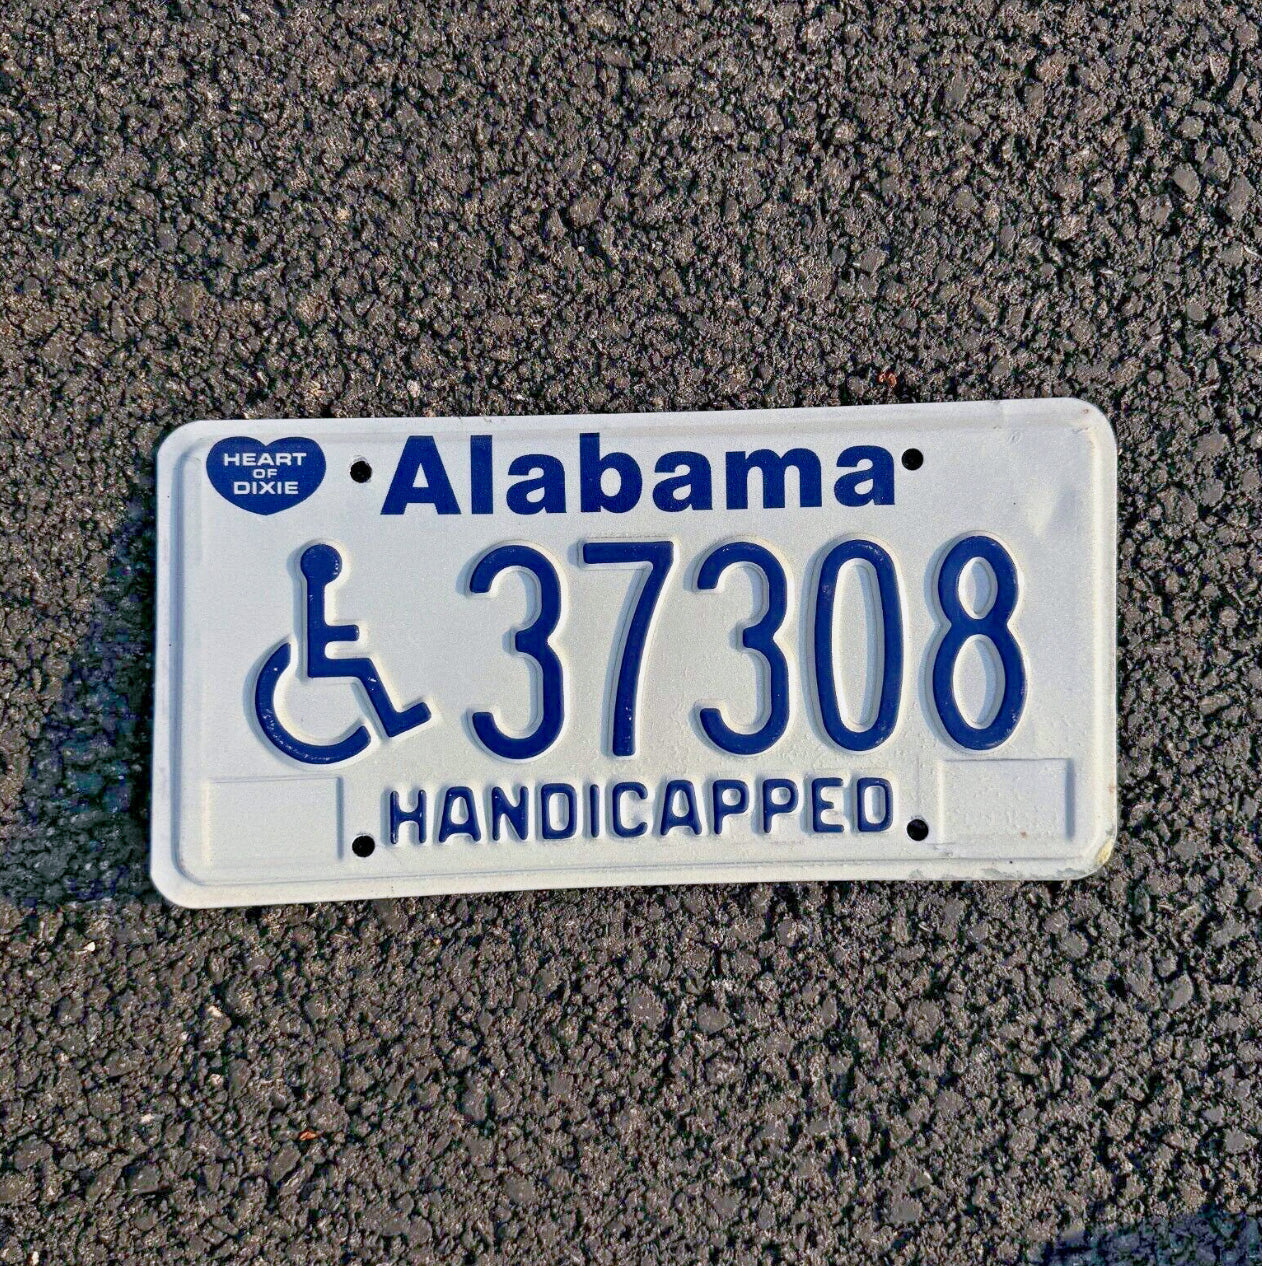 HEART
OF
DIXIE
Alabama
37308
HANDICAPPED